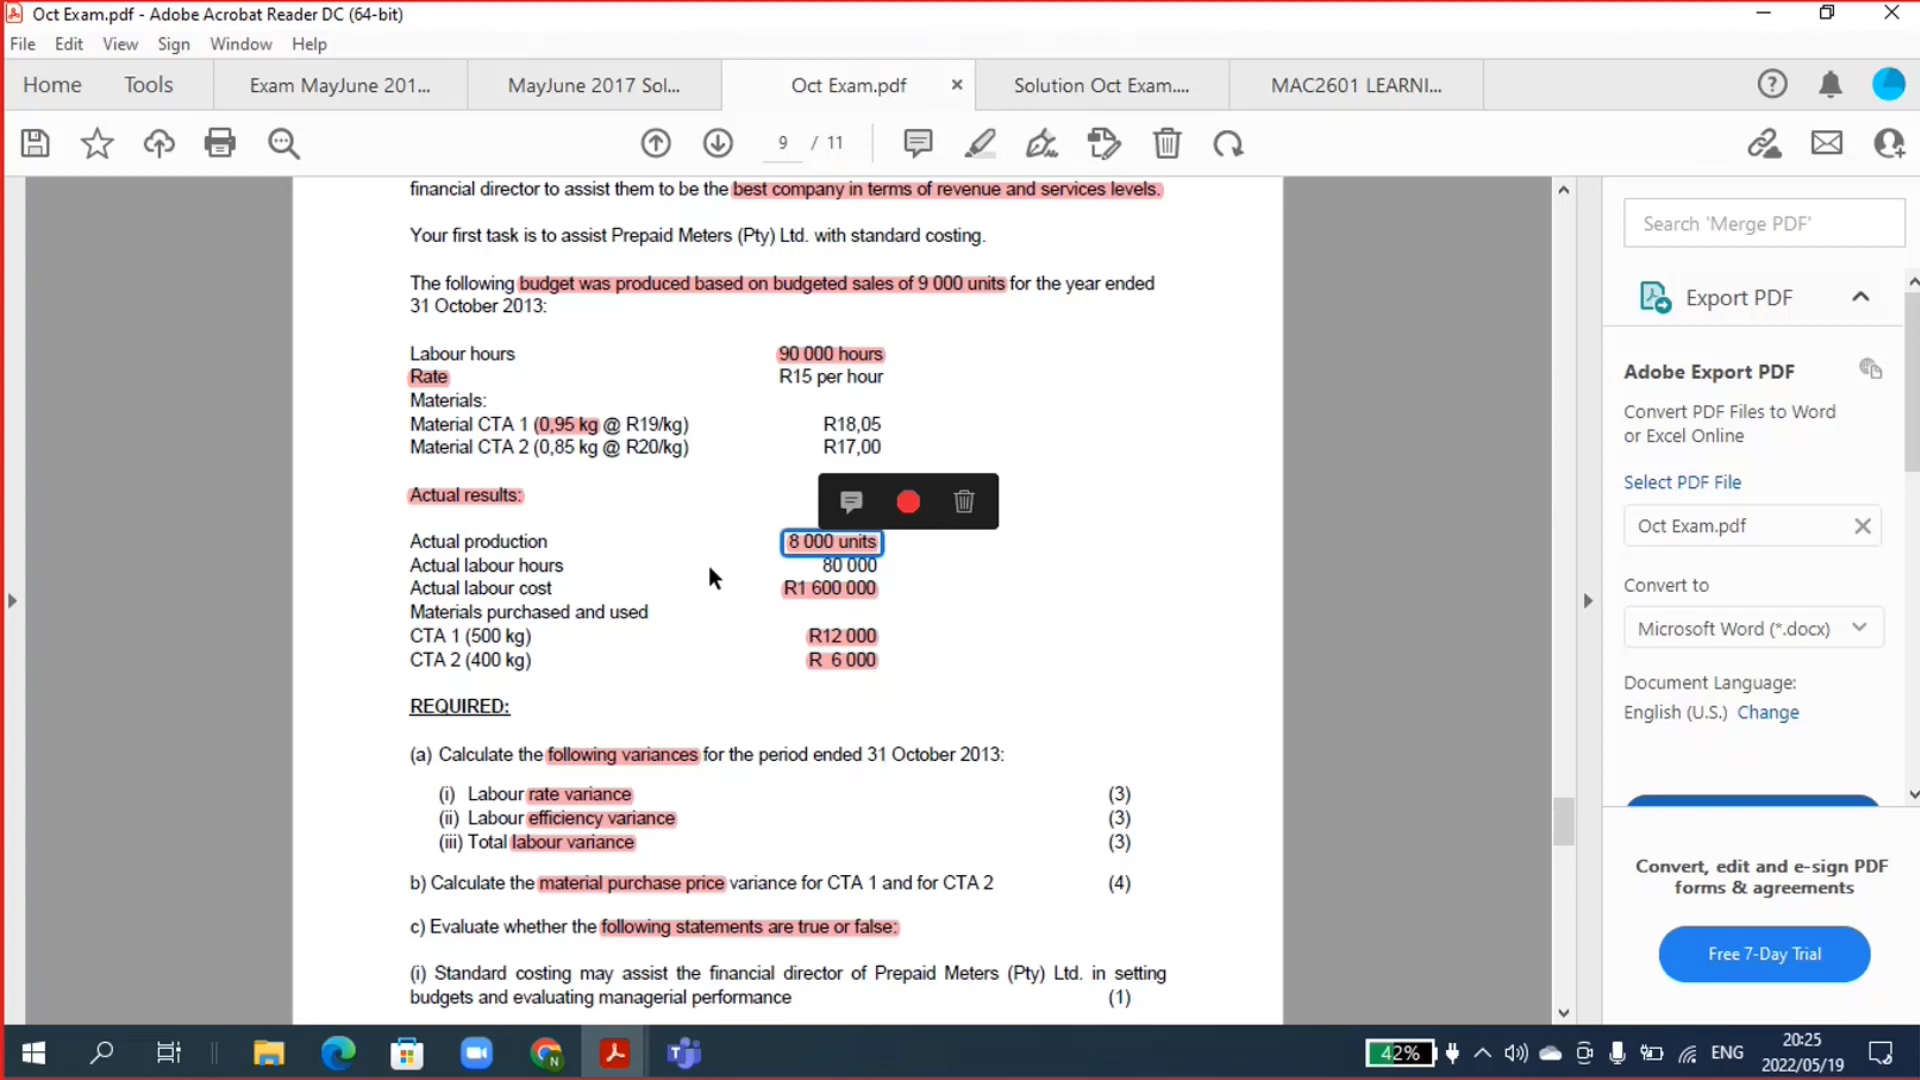 Oct Exam.pdf - Adobe Acrobat Reader DC (64-bit)
File Edit View Sign Window Help
Home Tools Exam MayJune 201... MayJune 2017 Sol... Oct Exam.pdf Solution Oct Exam.... MAC2601 LEARNI...
9 / 11
financial director to assist them to be the best company in terms of revenue and services levels.
Your first task is to assist Prepaid Meters (Pty) Ltd. with standard costing.
The following budget was produced based on budgeted sales of 9 000 units for the year ended
31 October 2013:
Labour hours 90 000 hours
Rate R15 per hour
Materials:
Material CTA 1 (0,95 kg @ R19/kg) R18,05
Material CTA 2 (0,85 kg @ R20/kg) R17,00
Actual results:
Actual production 8 000 units
Actual labour hours 80 000
Actual labour cost R1 600 000
Materials purchased and used
CTA 1 (500 kg) R12 000
CTA 2 (400 kg) R 6 000
REQUIRED:
(a) Calculate the following variances for the period ended 31 October 2013:
(i) Labour rate variance (3)
(ii) Labour efficiency variance (3)
(iii) Total labour variance (3)
b) Calculate the material purchase price variance for CTA 1 and for CTA 2 (4)
c) Evaluate whether the following statements are true or false:
(i) Standard costing may assist the financial director of Prepaid Meters (Pty) Ltd. in setting
budgets and evaluating managerial performance (1)
Search 'Merge PDF'
Export PDF
Adobe Export PDF
Convert PDF Files to Word
or Excel Online
Select PDF File
Oct Exam.pdf
Convert to
Microsoft Word (*.docx)
Document Language:
English (U.S.) Change
Convert, edit and e-sign PDF
forms & agreements
Free 7-Day Trial
42% ENG 20:25
2022/05/19